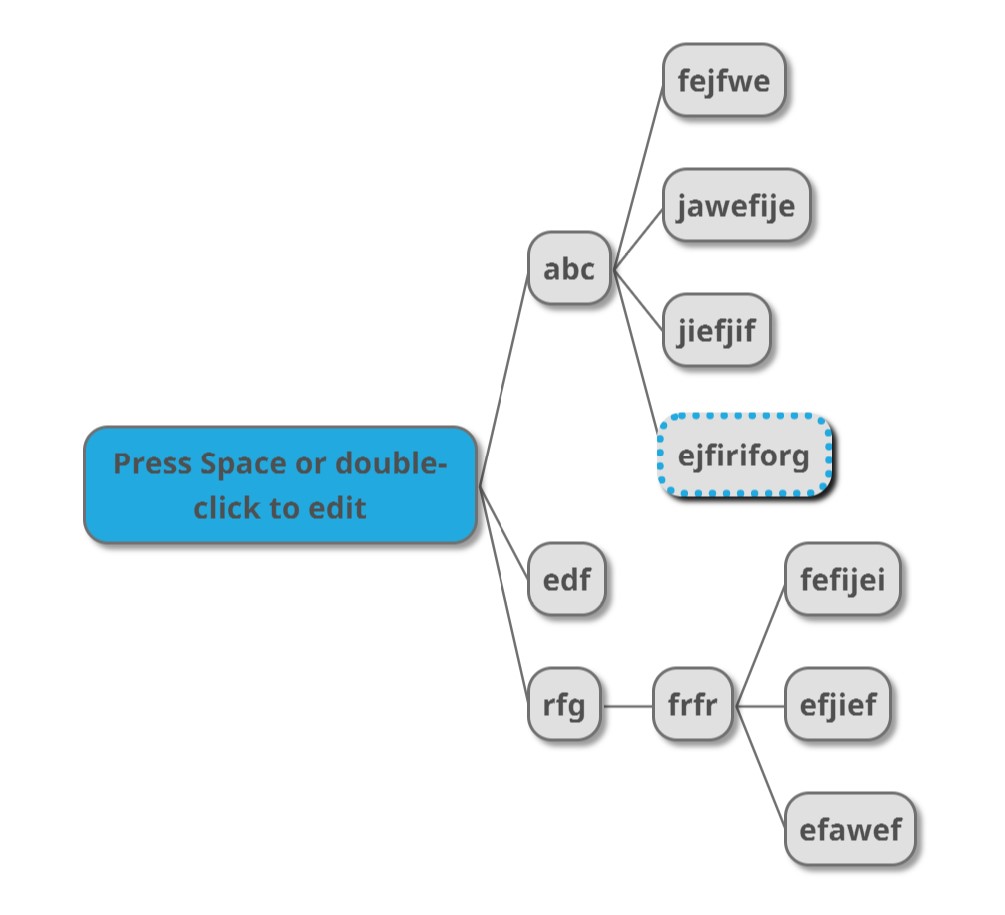 fejfwe
jawefije
abc
jiefjif
ejfiriforg
Press Space or double-
click to edit
edf
fefijei
rfg
frfr
efjief
efawef